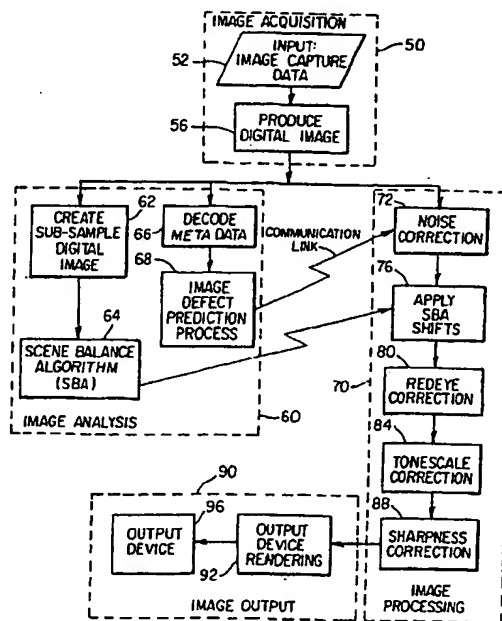 IMAGE ACQUISITION
50
52
INPUT:
IMAGE CAPTURE
DATA
56
PRODUCE
DIGITAL IMAGE
CREATE
SUB-SAMPLE
DIGITAL
IMAGE
62
66
DECODE
META DATA
68
IMAGE
DEFECT
PREDICTION
PROCESS
COMMUNICATION
LINK
72
NOISE
CORRECTION
76
APPLY
SBA
SHIFTS
64
SCENE BALANCE
ALGORITHM
(SBA)
IMAGE ANALYSIS
60
70
80
REDEYE
CORRECTION
84
TONESCALE
CORRECTION
88
SHARPNESS
CORRECTION
IMAGE
PROCESSING
90
96
OUTPUT
DEVICE
OUTPUT
DEVICE
RENDERING
92
IMAGE OUTPUT